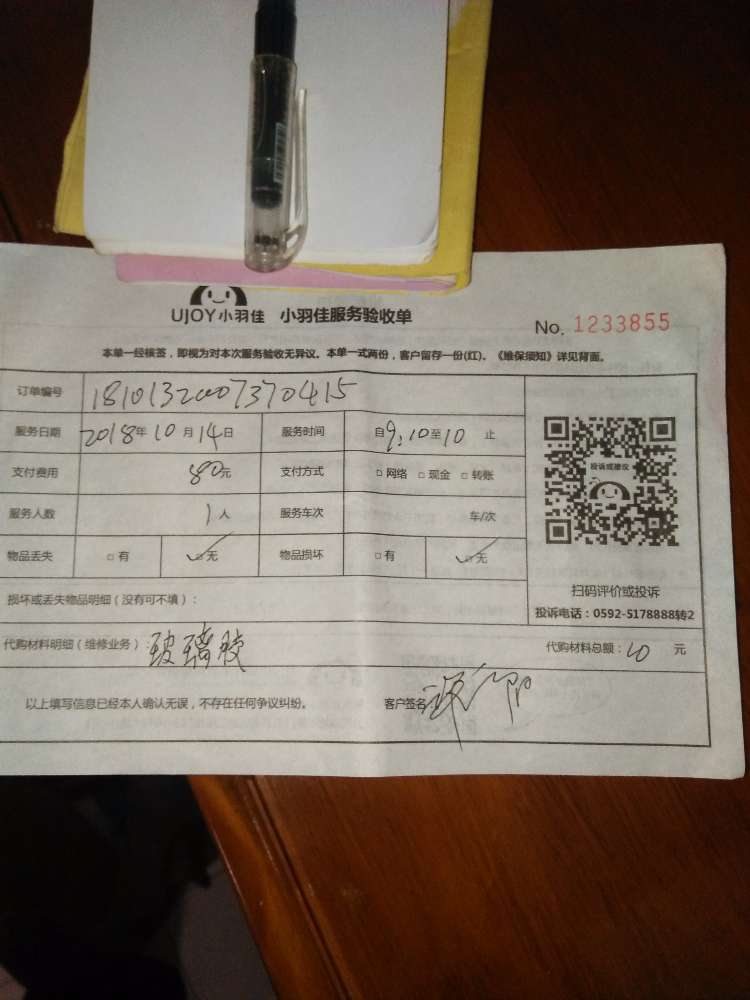 UJOY小羽佳 小羽佳服务验收单
No. 1233855
本单一经核签，即视为对本次服务验收无异议。本单一式两份，客户留存一份(红)。《维保须知》详见背面。
订单编号 1810132007370415
服务日期 2018年10月14日 服务时间 自9:10至10止
支付费用 80元 支付方式 □网络 □现金 □转账
服务人数 1人 服务车次 车/次
物品丢失 □有 ☑无 物品损坏 □有 ☑无
投诉或建议
扫码评价或投诉
投诉电话：0592-5178888转2
损坏或丢失物品明细（没有可不填）：
代购材料明细（维修业务） 玻璃胶 代购材料总额：10 元
以上填写信息已经本人确认无误，不存在任何争议纠纷。 客户签名